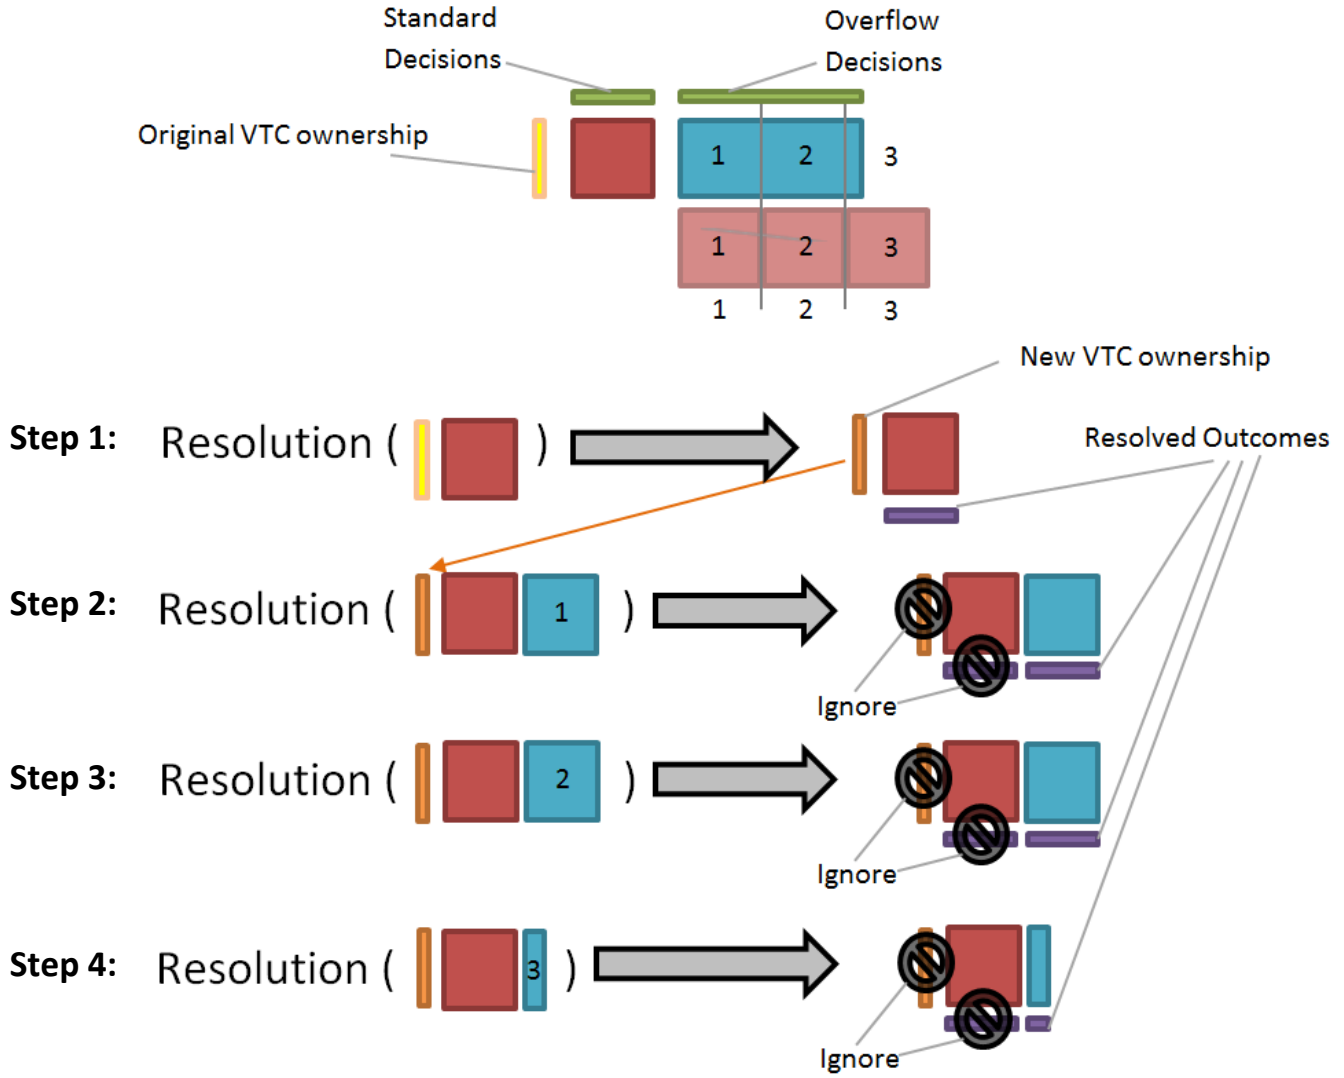 Standard
Decisions
Overflow
Decisions
Original VTC ownership
1 2 3
1 2 3
1 2 3
New VTC ownership
Resolved Outcomes
Step 1: Resolution ( )
Step 2: Resolution ( 1 )
Ignore
Step 3: Resolution ( 2 )
Ignore
Step 4: Resolution ( 3 )
Ignore